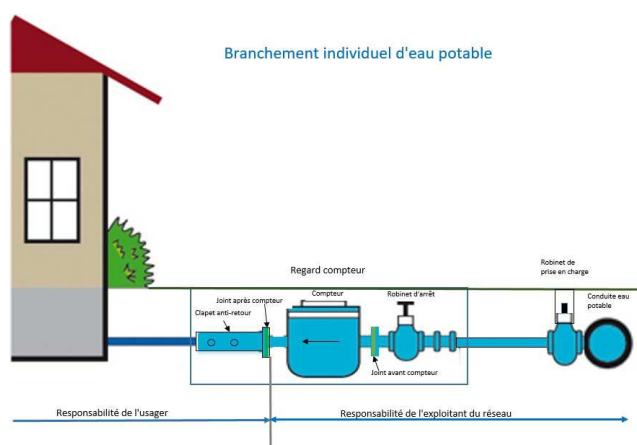 Branchement individuel d'eau potable
Robinet de
prise en charge
Regard compteur
Conduite eau
potable
Joint après compteur
Compteur
Robinet d'arrêt
Clapet anti-retour
Joint avant compteur
Responsabilité de l'usager
Responsabilité de l'exploitant du réseau